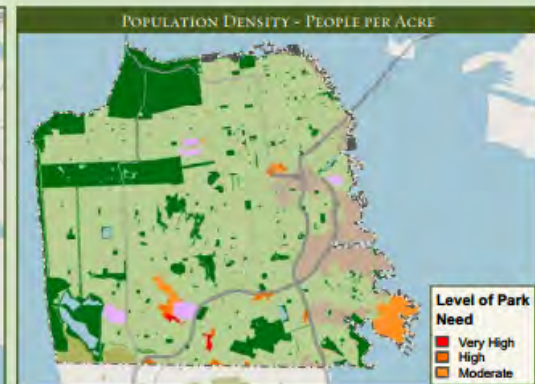 POPULATION DENSITY - PEOPLE PER ACRE
Level of Park
Need
Very High
High
Moderate